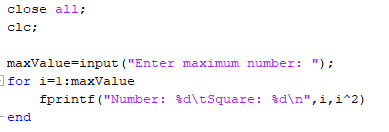 close all;
clc;
maxValue=input("Enter maximum number: ");
for i=1:maxValue
fprintf("Number: %d\tSquare: %d\n",i,i^2)
end